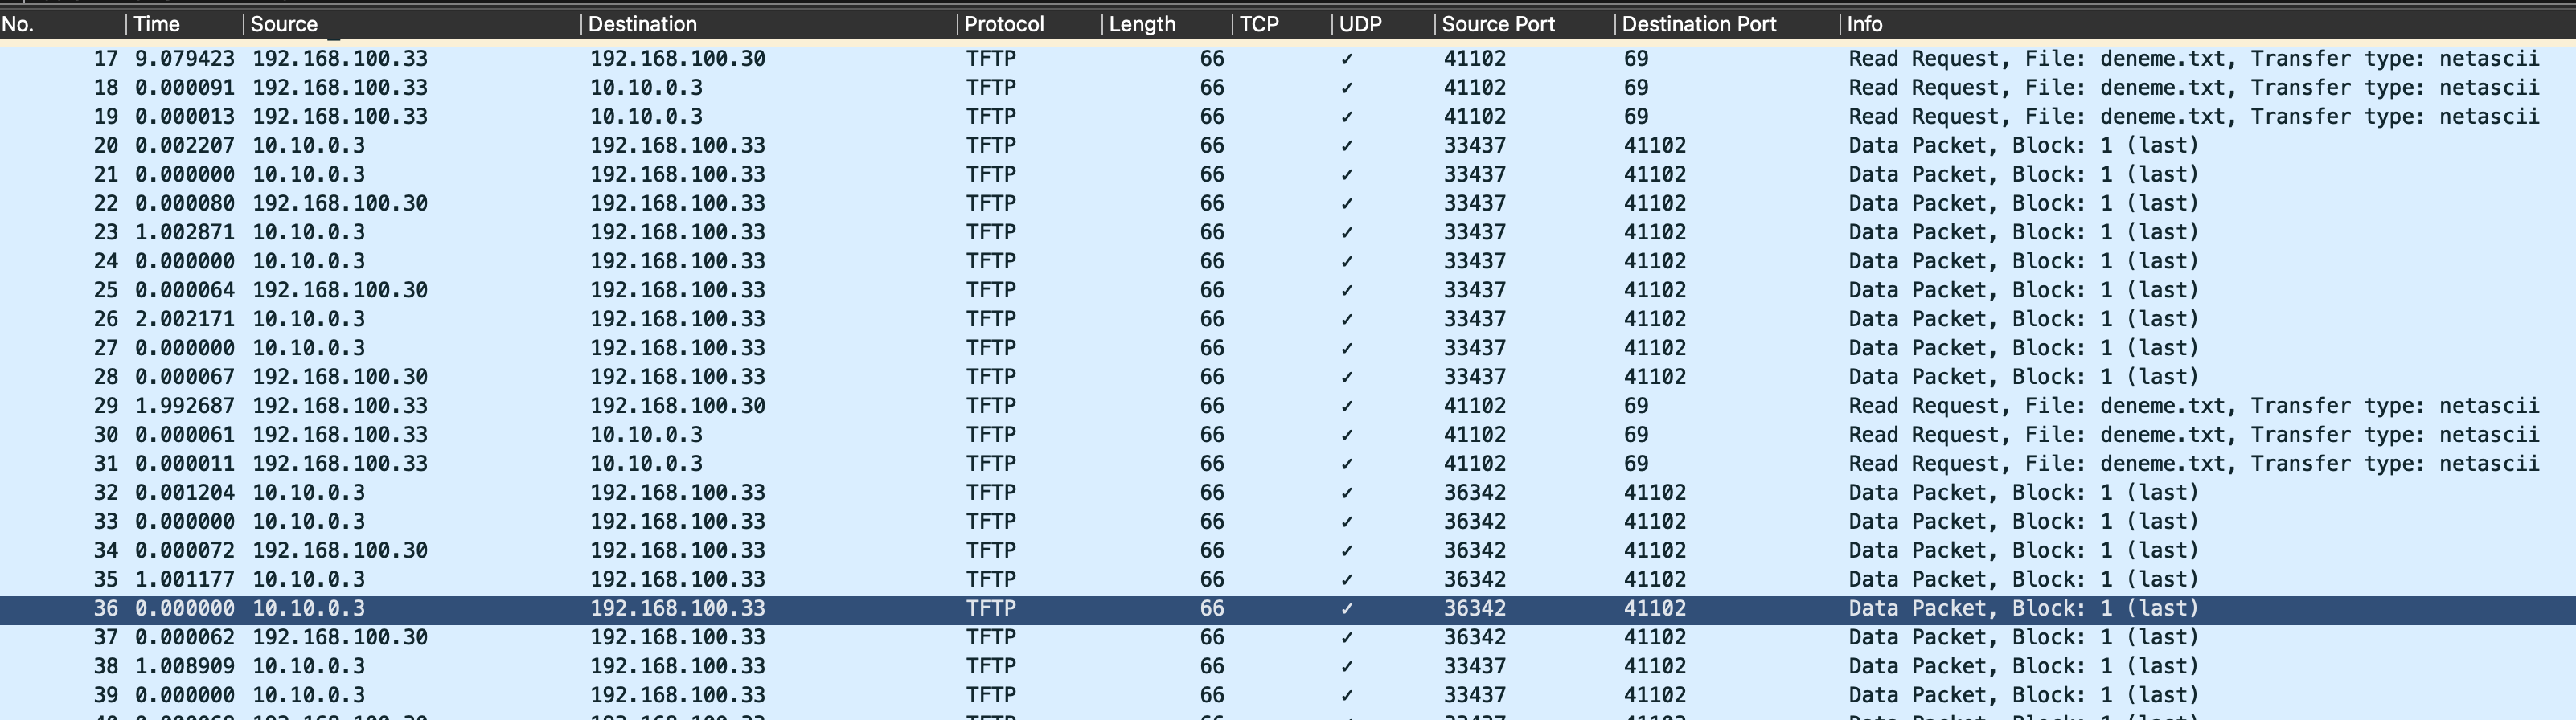 No. Time Source Destination Protocol Length TCP UDP Source Port Destination Port Info
17 9.079423 192.168.100.33 192.168.100.30 TFTP 66 ✓ 41102 69 Read Request, File: deneme.txt, Transfer type: netascii
18 0.000091 192.168.100.33 10.10.0.3 TFTP 66 ✓ 41102 69 Read Request, File: deneme.txt, Transfer type: netascii
19 0.000013 192.168.100.33 10.10.0.3 TFTP 66 ✓ 41102 69 Read Request, File: deneme.txt, Transfer type: netascii
20 0.002207 10.10.0.3 192.168.100.33 TFTP 66 ✓ 33437 41102 Data Packet, Block: 1 (last)
21 0.000000 10.10.0.3 192.168.100.33 TFTP 66 ✓ 33437 41102 Data Packet, Block: 1 (last)
22 0.000080 192.168.100.30 192.168.100.33 TFTP 66 ✓ 33437 41102 Data Packet, Block: 1 (last)
23 1.002871 10.10.0.3 192.168.100.33 TFTP 66 ✓ 33437 41102 Data Packet, Block: 1 (last)
24 0.000000 10.10.0.3 192.168.100.33 TFTP 66 ✓ 33437 41102 Data Packet, Block: 1 (last)
25 0.000064 192.168.100.30 192.168.100.33 TFTP 66 ✓ 33437 41102 Data Packet, Block: 1 (last)
26 2.002171 10.10.0.3 192.168.100.33 TFTP 66 ✓ 33437 41102 Data Packet, Block: 1 (last)
27 0.000000 10.10.0.3 192.168.100.33 TFTP 66 ✓ 33437 41102 Data Packet, Block: 1 (last)
28 0.000067 192.168.100.30 192.168.100.33 TFTP 66 ✓ 33437 41102 Data Packet, Block: 1 (last)
29 1.992687 192.168.100.33 192.168.100.30 TFTP 66 ✓ 41102 69 Read Request, File: deneme.txt, Transfer type: netascii
30 0.000061 192.168.100.33 10.10.0.3 TFTP 66 ✓ 41102 69 Read Request, File: deneme.txt, Transfer type: netascii
31 0.000011 192.168.100.33 10.10.0.3 TFTP 66 ✓ 41102 69 Read Request, File: deneme.txt, Transfer type: netascii
32 0.001204 10.10.0.3 192.168.100.33 TFTP 66 ✓ 36342 41102 Data Packet, Block: 1 (last)
33 0.000000 10.10.0.3 192.168.100.33 TFTP 66 ✓ 36342 41102 Data Packet, Block: 1 (last)
34 0.000072 192.168.100.30 192.168.100.33 TFTP 66 ✓ 36342 41102 Data Packet, Block: 1 (last)
35 1.001177 10.10.0.3 192.168.100.33 TFTP 66 ✓ 36342 41102 Data Packet, Block: 1 (last)
36 0.000000 10.10.0.3 192.168.100.33 TFTP 66 ✓ 36342 41102 Data Packet, Block: 1 (last)
37 0.000062 192.168.100.30 192.168.100.33 TFTP 66 ✓ 36342 41102 Data Packet, Block: 1 (last)
38 1.008909 10.10.0.3 192.168.100.33 TFTP 66 ✓ 33437 41102 Data Packet, Block: 1 (last)
39 0.000000 10.10.0.3 192.168.100.33 TFTP 66 ✓ 33437 41102 Data Packet, Block: 1 (last)